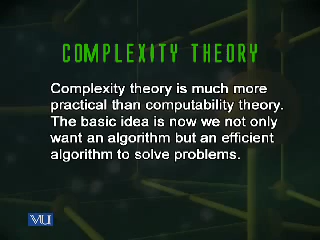 COMPLEXITY THEORY
Complexity theory is much more
practical than computability theory.
The basic idea is now we not only
want an algorithm but an efficient
algorithm to solve problems.
VU